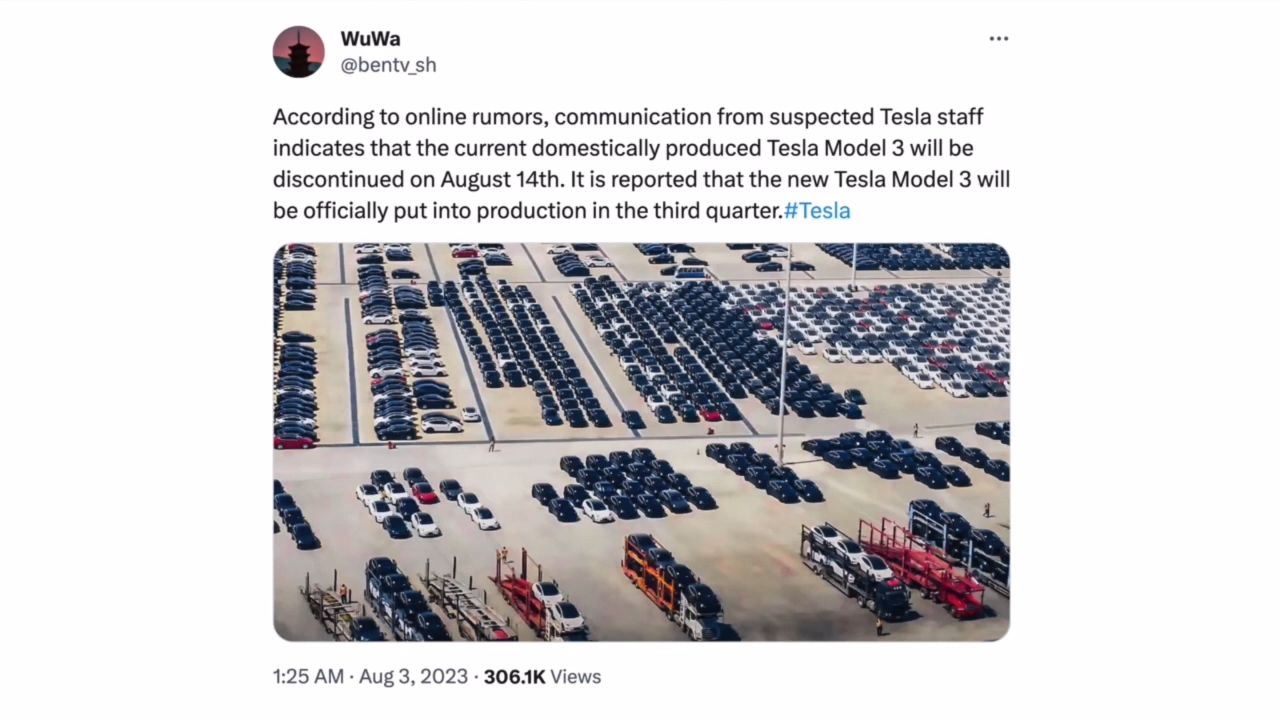 WuWa
@bentv_sh
According to online rumors, communication from suspected Tesla staff
indicates that the current domestically produced Tesla Model 3 will be
discontinued on August 14th. It is reported that the new Tesla Model 3 will
be officially put into production in the third quarter.#Tesla
1:25 AM · Aug 3, 2023 · 306.1K Views